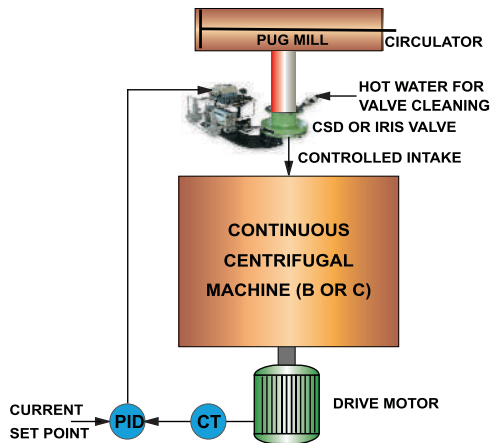 PUG MILL
CIRCULATOR
HOT WATER FOR
VALVE CLEANING
CSD OR IRIS VALVE
CONTROLLED INTAKE
CONTINUOUS
CENTRIFUGAL
MACHINE (B OR C)
DRIVE MOTOR
CURRENT
SET POINT
PID
CT